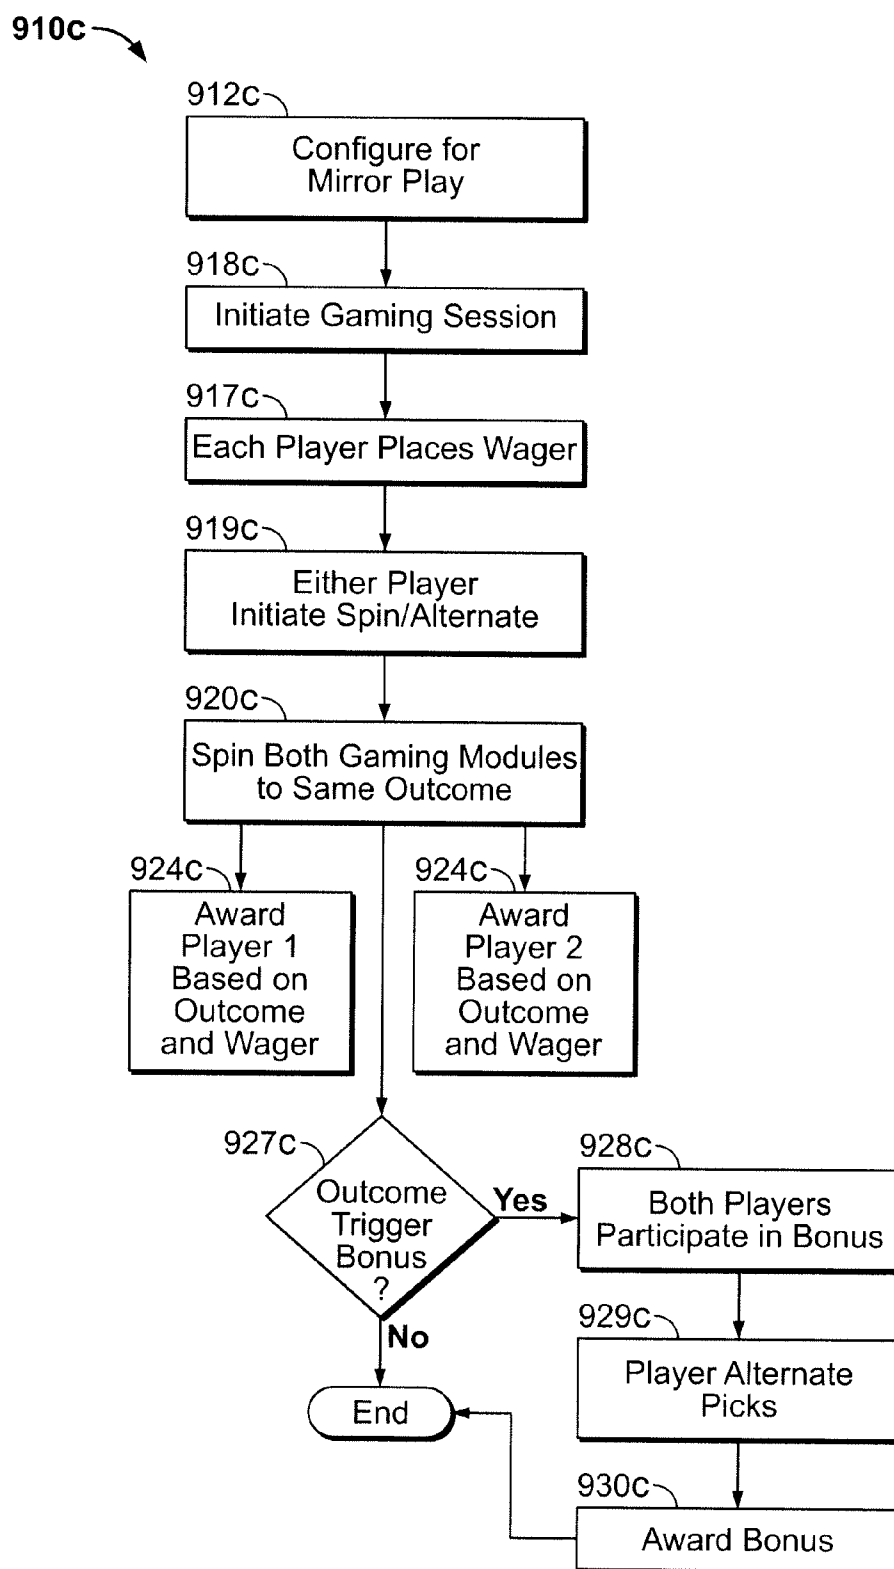 910c
912c
Configure for
Mirror Play
918c
Initiate Gaming Session
917c
Each Player Places Wager
919c
Either Player
Initiate Spin/Alternate
920c
Spin Both Gaming Modules
to Same Outcome
924c
Award
Player 1
Based on
Outcome
and Wager
924c
Award
Player 2
Based on
Outcome
and Wager
927c
Outcome
Trigger
Bonus
?
Yes
No
928c
Both Players
Participate in Bonus
929c
Player Alternate
Picks
930c
Award Bonus
End